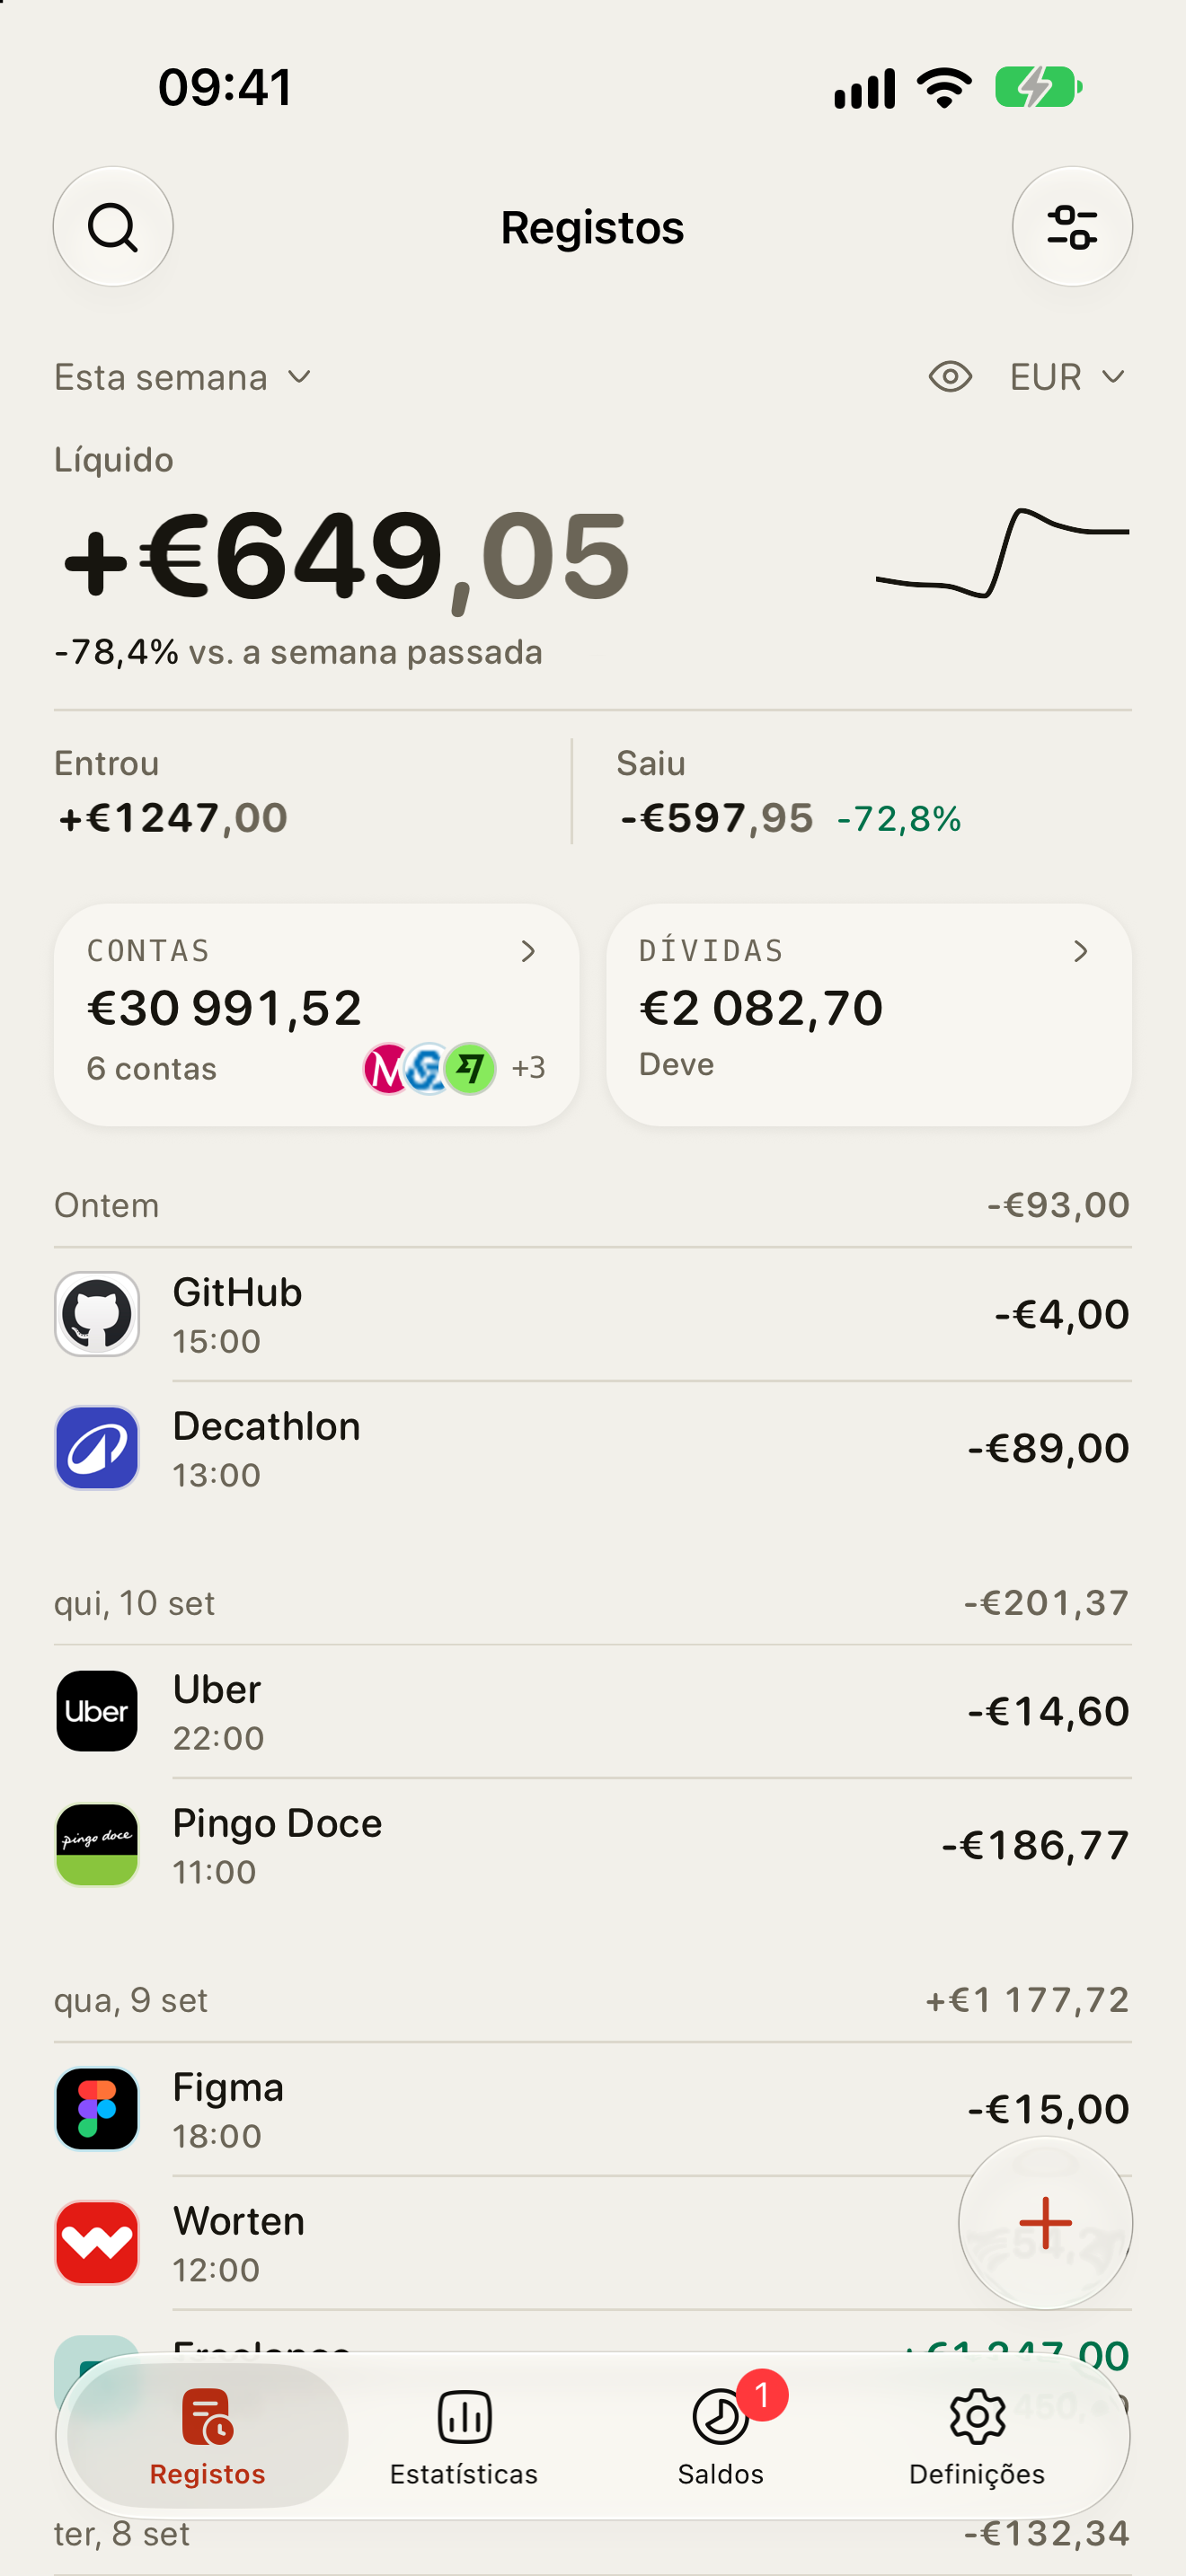 09:41
Registos
Esta semana
EUR
Líquido
+€649,05
-78,4% vs. a semana passada
Entrou
Saiu
+€1247,00
-€597,95 -72,8%
CONTAS
DÍVIDAS
€30 991,52
€2 082,70
6 contas
+3
Deve
Ontem
-€93,00
GitHub
-€4,00
15:00
Decathlon
-€89,00
13:00
qui, 10 set
-€201,37
Uber
Uber
-€14,60
22:00
pingo doce
Pingo Doce
-€186,77
11:00
qua, 9 set
+€1 177,72
Figma
-€15,00
18:00
Worten
12:00
Freelance
+€1 247,00
1
Registos
Estatísticas
Saldos
Definições
ter, 8 set
-€132,34